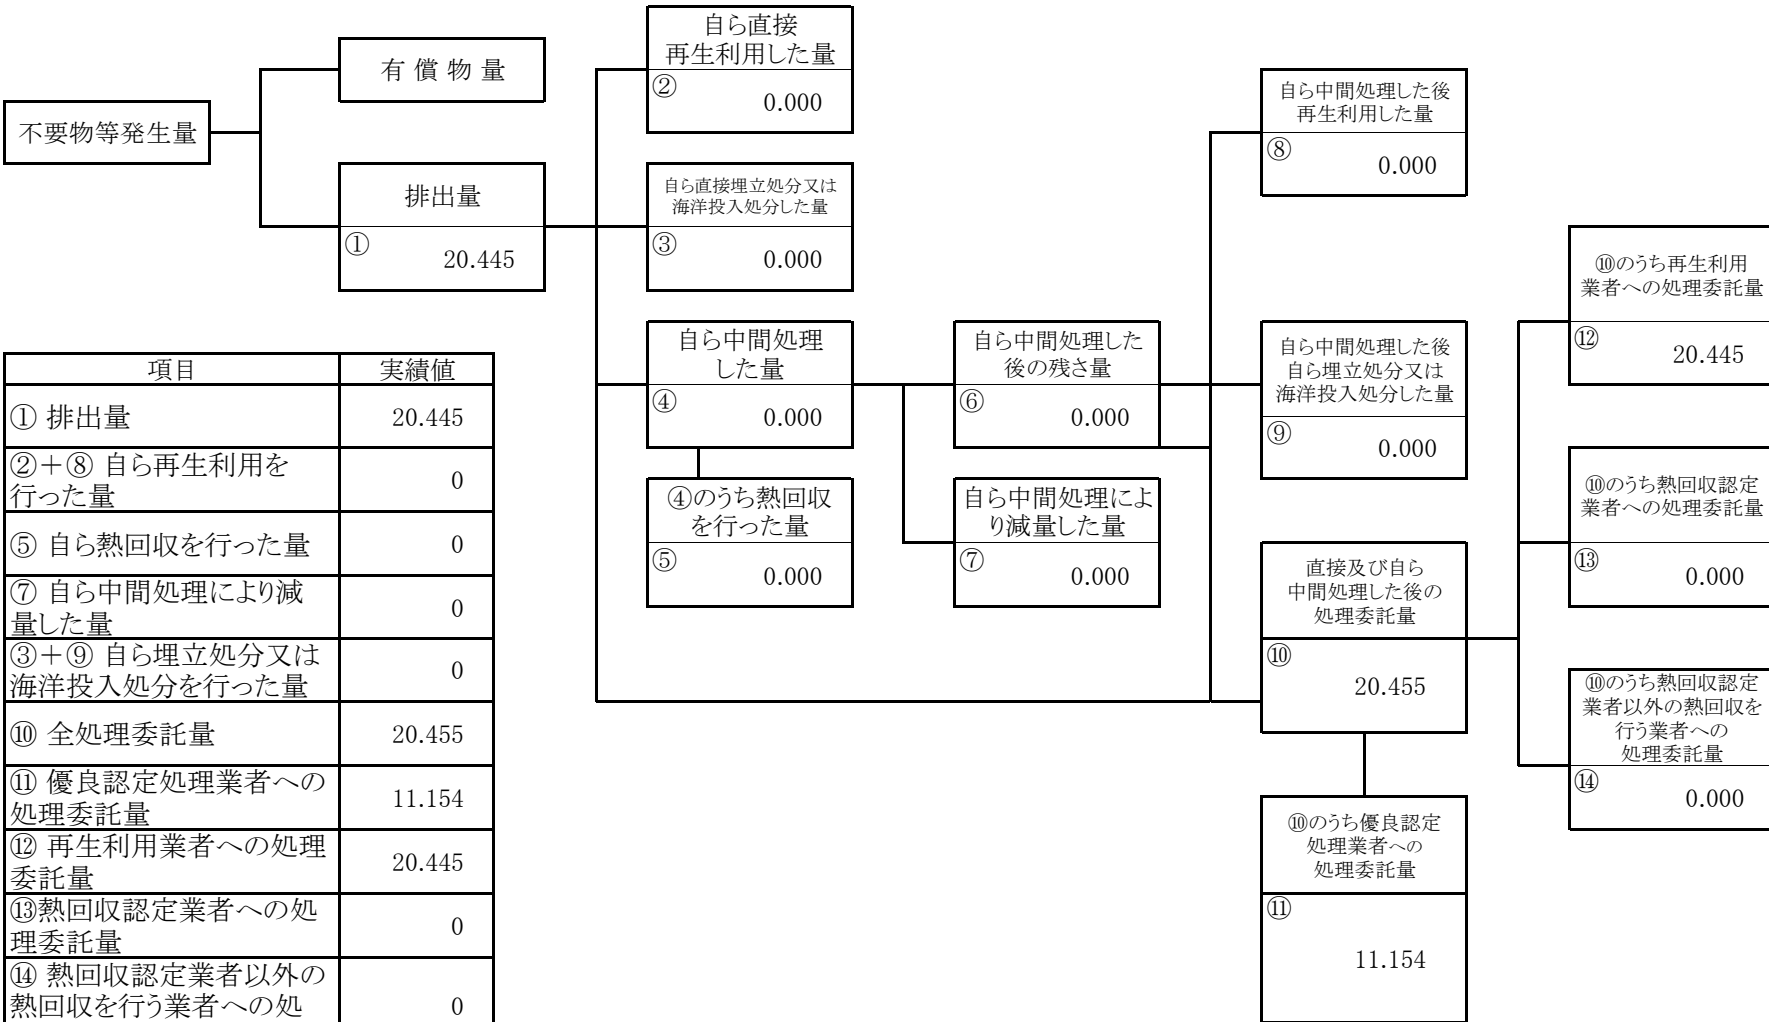 不要物等発生量
有 償 物 量
排出量
①
20.445
自ら直接
再生利用した量
②
0.000
自ら直接埋立処分又は
海洋投入処分した量
③
0.000
自ら中間処理
した量
④
0.000
④のうち熱回収
を行った量
⑤
0.000
自ら中間処理した
後の残さ量
⑥
0.000
自ら中間処理によ
り減量した量
⑦
0.000
自ら中間処理した後
再生利用した量
⑧
0.000
自ら中間処理した後
自ら埋立処分又は
海洋投入処分した量
⑨
0.000
直接及び自ら
中間処理した後の
処理委託量
⑩
20.455
⑩のうち優良認定
処理業者への
処理委託量
⑪
11.154
⑩のうち再生利用
業者への処理委託量
⑫
20.445
⑩のうち熱回収認定
業者への処理委託量
⑬
0.000
⑩のうち熱回収認定
業者以外の熱回収を
行う業者への
処理委託量
⑭
0.000
項目 実績値
① 排出量 20.445
②+⑧ 自ら再生利用を
行った量 0
⑤ 自ら熱回収を行った量 0
⑦ 自ら中間処理により減
量した量 0
③+⑨ 自ら埋立処分又は
海洋投入処分を行った量 0
⑩ 全処理委託量 20.455
⑪ 優良認定処理業者への
処理委託量 11.154
⑫ 再生利用業者への処理
委託量 20.445
⑬熱回収認定業者への処
理委託量 0
⑭ 熱回収認定業者以外の
熱回収を行う業者への処 0